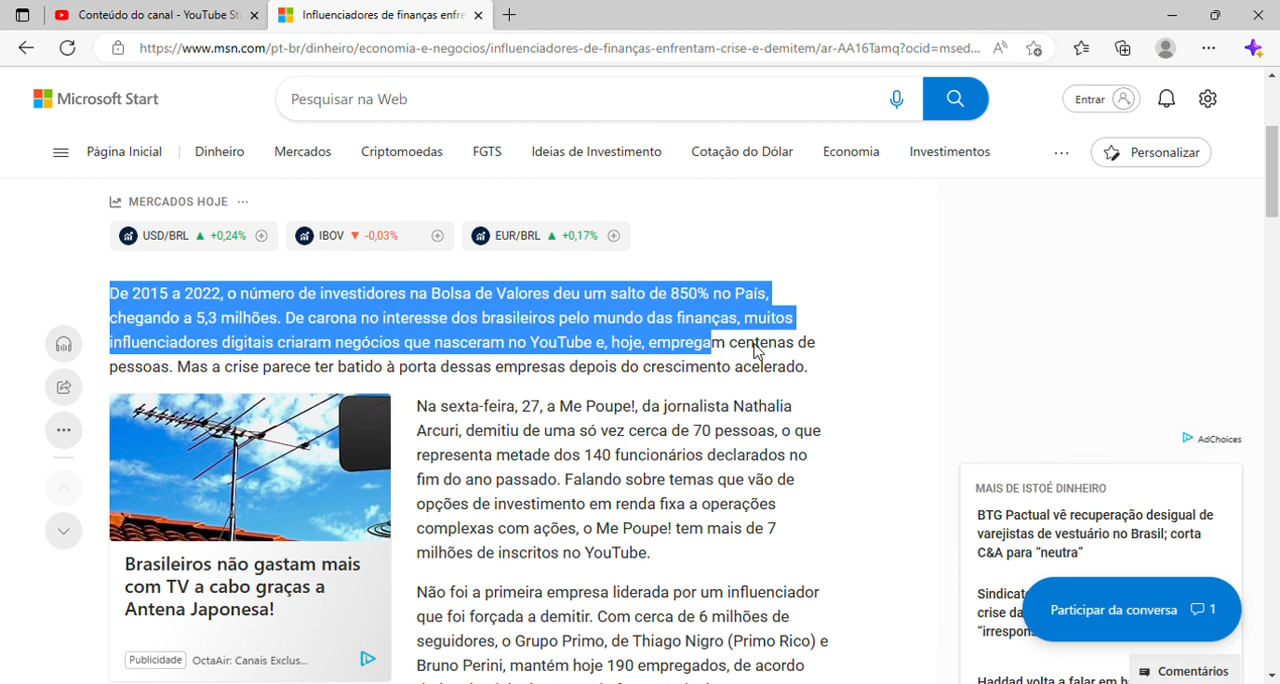 Conteúdo do canal - YouTube St
Influenciadores de finanças enfre
https://www.msn.com/pt-br/dinheiro/economia-e-negocios/influenciadores-de-finanças-enfrentam-crise-e-demitem/ar-AA16Tamq?ocid=msed...
Microsoft Start
Pesquisar na Web
Entrar
Página Inicial
Dinheiro
Mercados
Criptomoedas
FGTS
Ideias de Investimento
Cotação do Dólar
Economia
Investimentos
...
Personalizar
MERCADOS HOJE ...
USD/BRL ▲ +0,24%
IBOV ▼ -0,03%
EUR/BRL ▲ +0,17%
De 2015 a 2022, o número de investidores na Bolsa de Valores deu um salto de 850% no País,
chegando a 5,3 milhões. De carona no interesse dos brasileiros pelo mundo das finanças, muitos
influenciadores digitais criaram negócios que nasceram no YouTube e, hoje, empregam centenas de
pessoas. Mas a crise parece ter batido à porta dessas empresas depois do crescimento acelerado.
Na sexta-feira, 27, a Me Poupe!, da jornalista Nathalia
Arcuri, demitiu de uma só vez cerca de 70 pessoas, o que
representa metade dos 140 funcionários declarados no
fim do ano passado. Falando sobre temas que vão de
opções de investimento em renda fixa a operações
complexas com ações, o Me Poupe! tem mais de 7
milhões de inscritos no YouTube.
Não foi a primeira empresa liderada por um influenciador
que foi forçada a demitir. Com cerca de 6 milhões de
seguidores, o Grupo Primo, de Thiago Nigro (Primo Rico) e
Bruno Perini, mantém hoje 190 empregados, de acordo
Brasileiros não gastam mais
com TV a cabo graças a
Antena Japonesa!
Publicidade
OctaAir: Canais Exclus...
AdChoices
MAIS DE ISTOÉ DINHEIRO
BTG Pactual vê recuperação desigual de
varejistas de vestuário no Brasil; corta
C&A para “neutra”
Sindicat
crise da
“irrespon
Haddad volta a falar em
Participar da conversa 1
Comentários